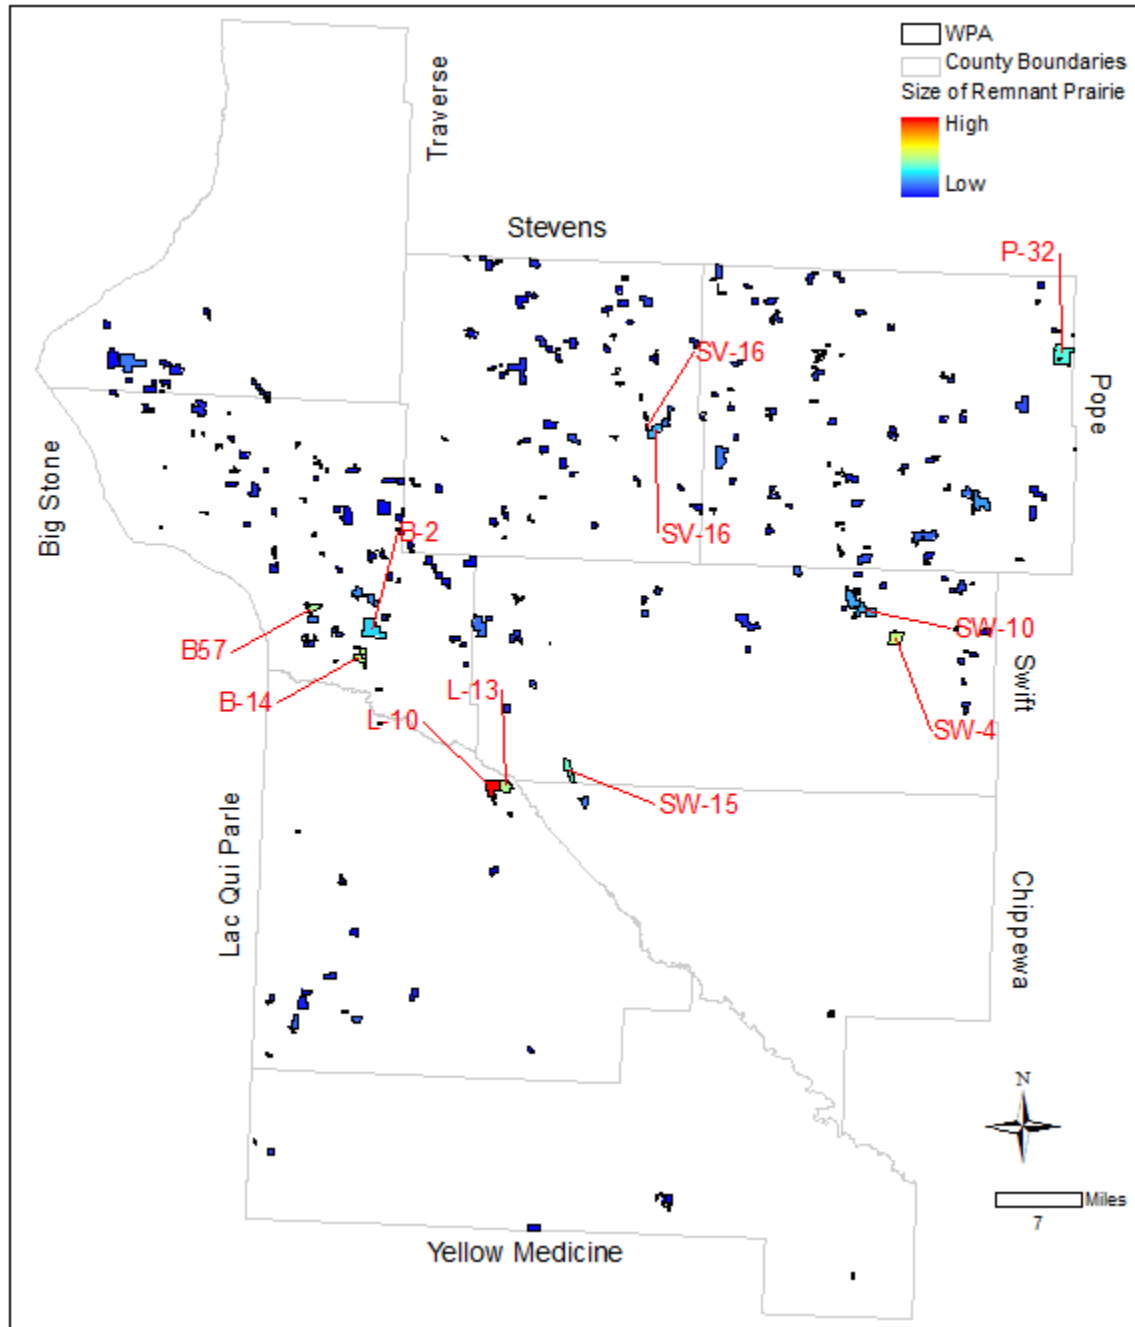 WPA
County Boundaries
Size of Remnant Prairie
High
Low
Traverse
Stevens
P-32
SV-16
Pope
Big Stone
SV-16
B-2
B57
SW-10
B-14
L-13
Swift
L-10
SW-4
SW-15
Lac Qui Parle
Chippewa
N
Miles
7
Yellow Medicine